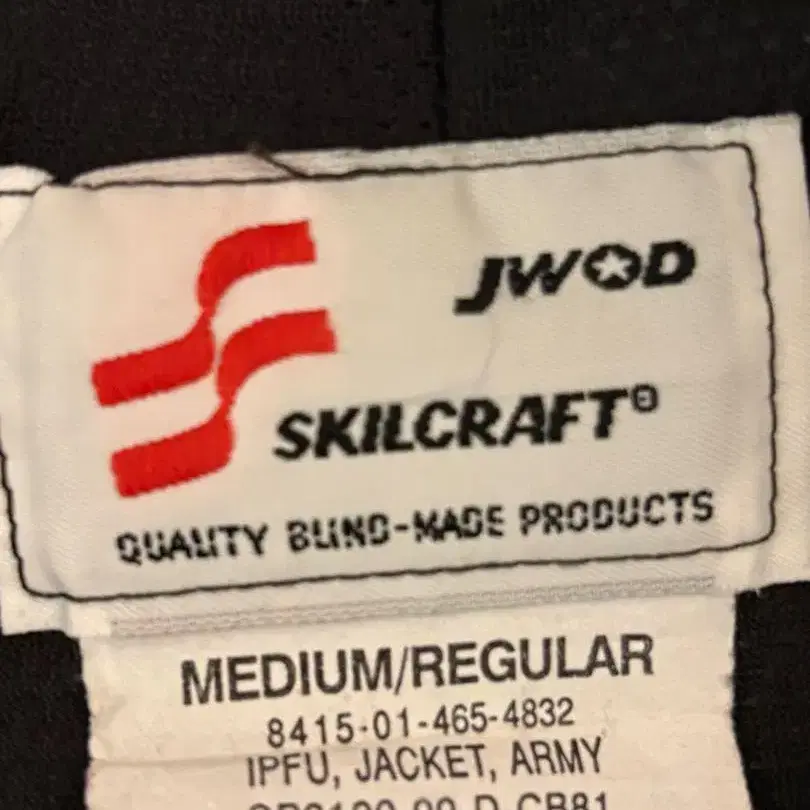 JWOD
SKILCRAFT®
QUALITY BLIND-MADE PRODUCTS
MEDIUM/REGULAR
8415-01-465-4832
IPFU, JACKET, ARMY